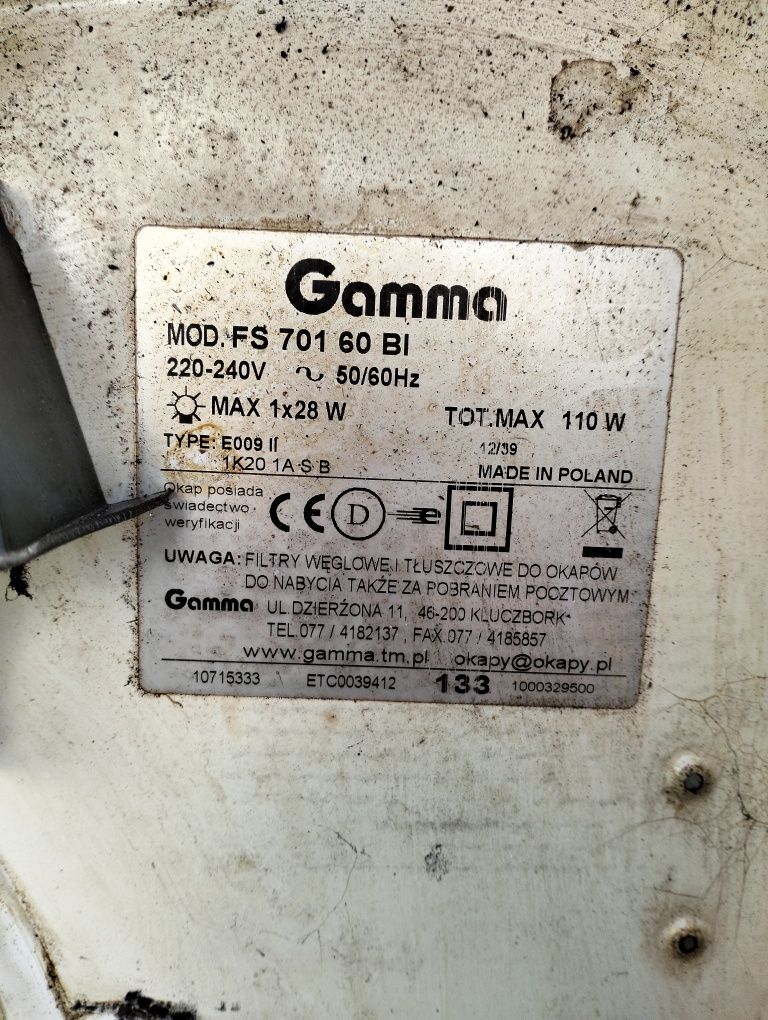 Gamma
MOD. FS 701 60 BI
220-240V ~ 50/60Hz
MAX 1x28 W TOT.MAX 110 W
TYPE: E009 II 12/39
1K20 1A S B MADE IN POLAND
Okap posiada
świadectwo
weryfikacji
CE D e
UWAGA: FILTRY WĘGLOWE I TŁUSZCZOWE DO OKAPÓW
DO NABYCIA TAKŻE ZA POBRANIEM POCZTOWYM
Gamma UL.DZIERŻONA 11, 46-200 KLUCZBORK
TEL.077 / 4182137, FAX.077 / 4185857
www.gamma.tm.pl okapy@okapy.pl
10715333 ETC0039412 133 1000329500